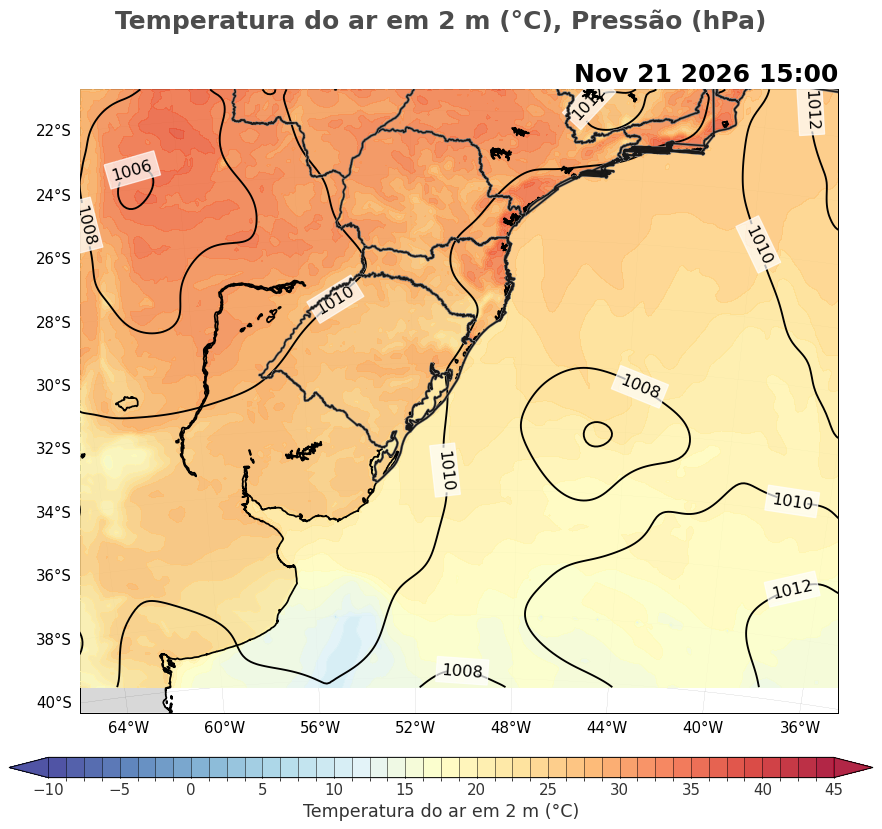 Temperatura do ar em 2 m (°C), Pressão (hPa)
Nov 21 2026 15:00
1012
22°S
1006
24°S
1008
1010
26°S
1010
28°S
30°S
1008
32°S
1010
1010
34°S
36°S
1012
38°S
1008
40°S
64°W 60°W 56°W 52°W 48°W 44°W 40°W 36°W
−10 −5 0 5 10 15 20 25 30 35 40 45
Temperatura do ar em 2 m (°C)